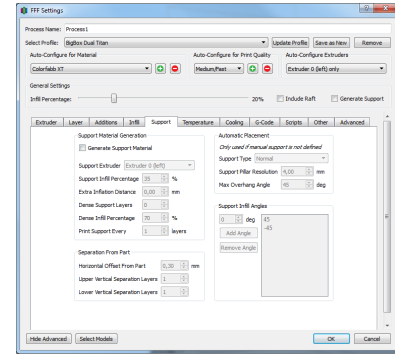 FFF Settings
Process Name: Process1
Select Profile: BigBox Dual Titan Update Profile Save as New Remove
Auto-Configure for Material Auto-Configure for Print Quality Auto-Configure Extruders
Colorfabb XT Medium/Fast Extruder 0 (left) only
General Settings
Infill Percentage: 20% Include Raft Generate Support
Extruder Layer Additions Infill Support Temperature Cooling G-Code Scripts Other Advanced
Support Material Generation Automatic Placement
Generate Support Material Only used if manual support is not defined
Support Type Normal
Support Extruder Extruder 0 (left)
Support Pillar Resolution 4,00 mm
Support Infill Percentage 35 %
Max Overhang Angle 45 deg
Extra Inflation Distance 0,00 mm
Dense Support Layers 0
Support Infill Angles
Dense Infill Percentage 70 %
0 deg 45
-45
Print Support Every 1 layers
Add Angle
Remove Angle
Separation From Part
Horizontal Offset From Part 0,30 mm
Upper Vertical Separation Layers 1
Lower Vertical Separation Layers 1
Hide Advanced Select Models OK Cancel